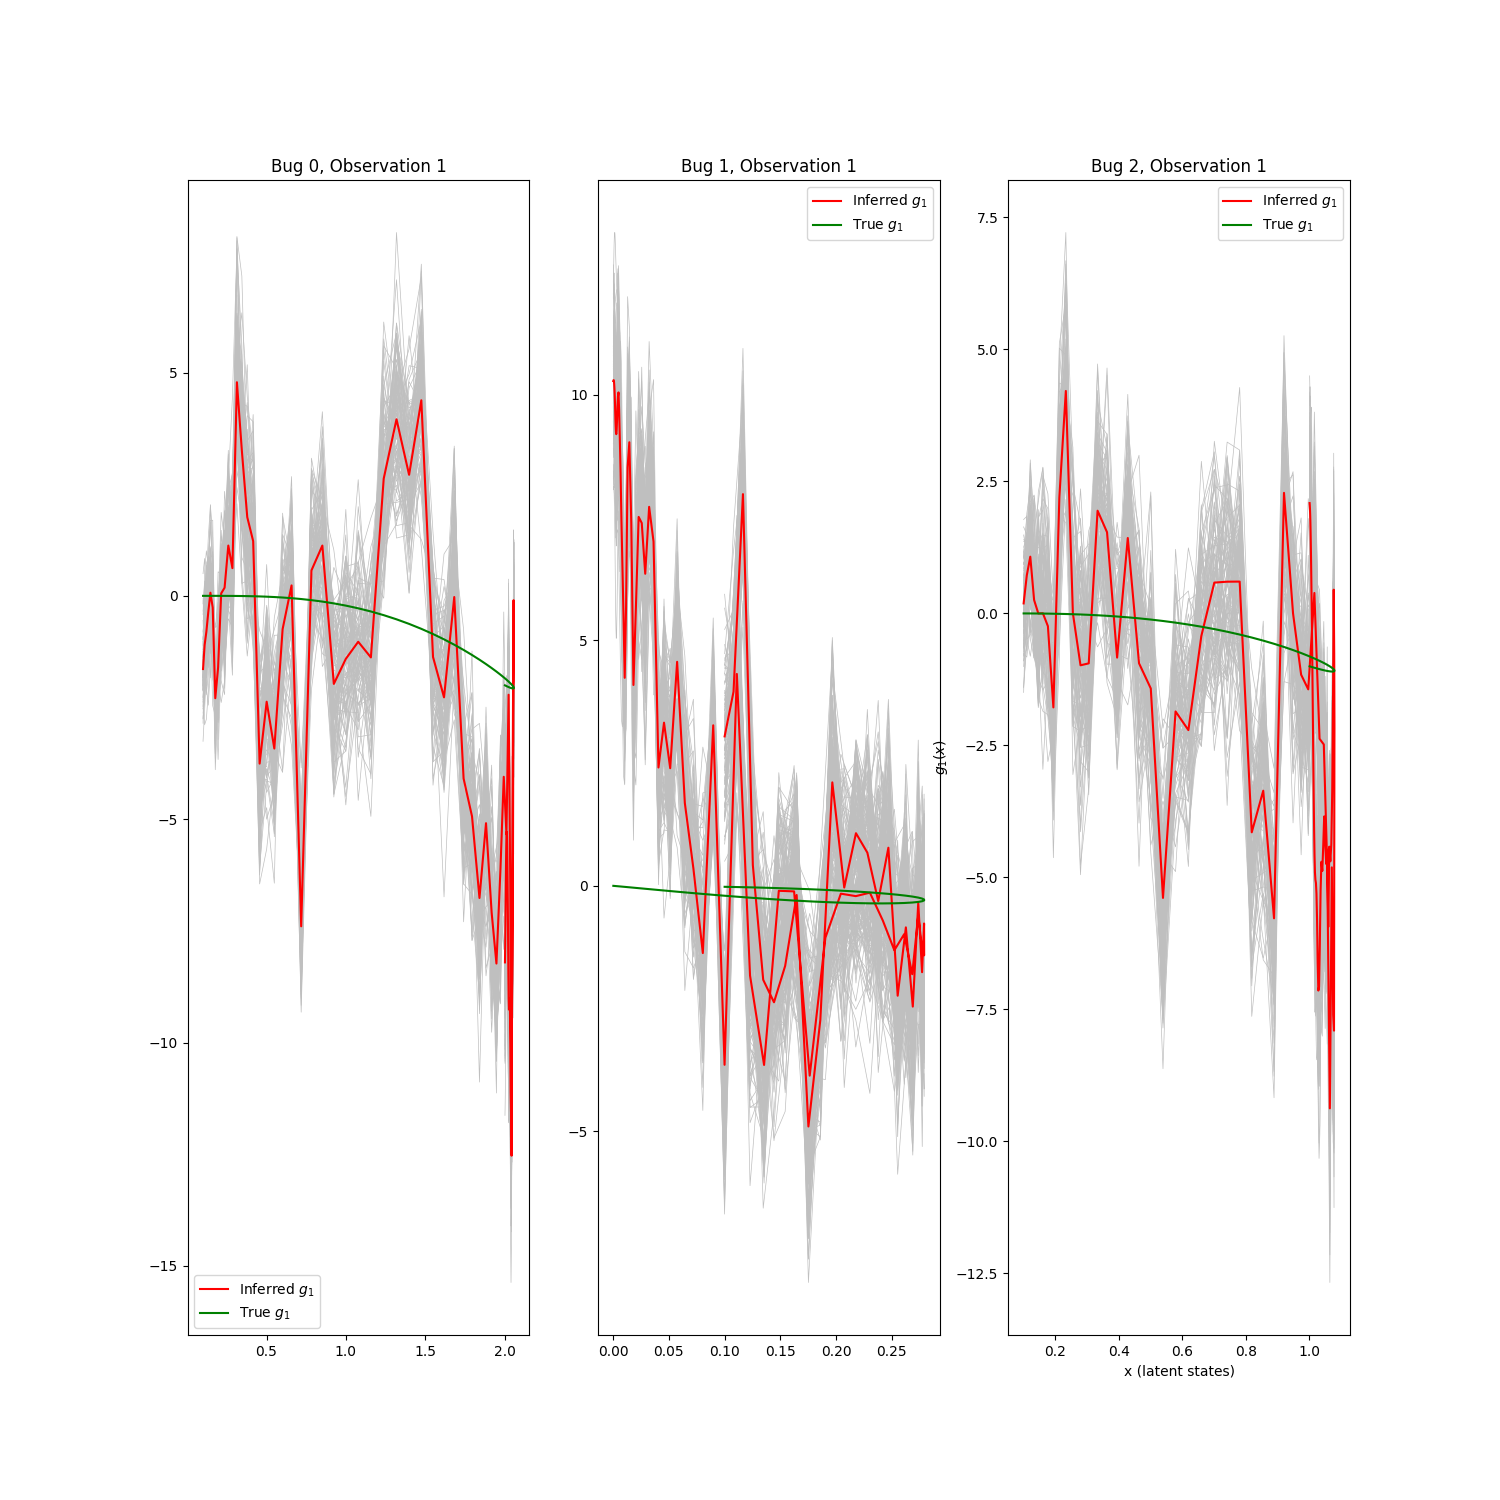 Bug 0, Observation 1
5
0
−5
−10
−15
0.5 1.0 1.5 2.0
Inferred g₁
True g₁
Bug 1, Observation 1
10
5
0
−5
0.00 0.05 0.10 0.15 0.20 0.25
Inferred g₁
True g₁
Bug 2, Observation 1
g₁(x)
7.5
5.0
2.5
0.0
−2.5
−5.0
−7.5
−10.0
−12.5
0.2 0.4 0.6 0.8 1.0
x (latent states)
Inferred g₁
True g₁